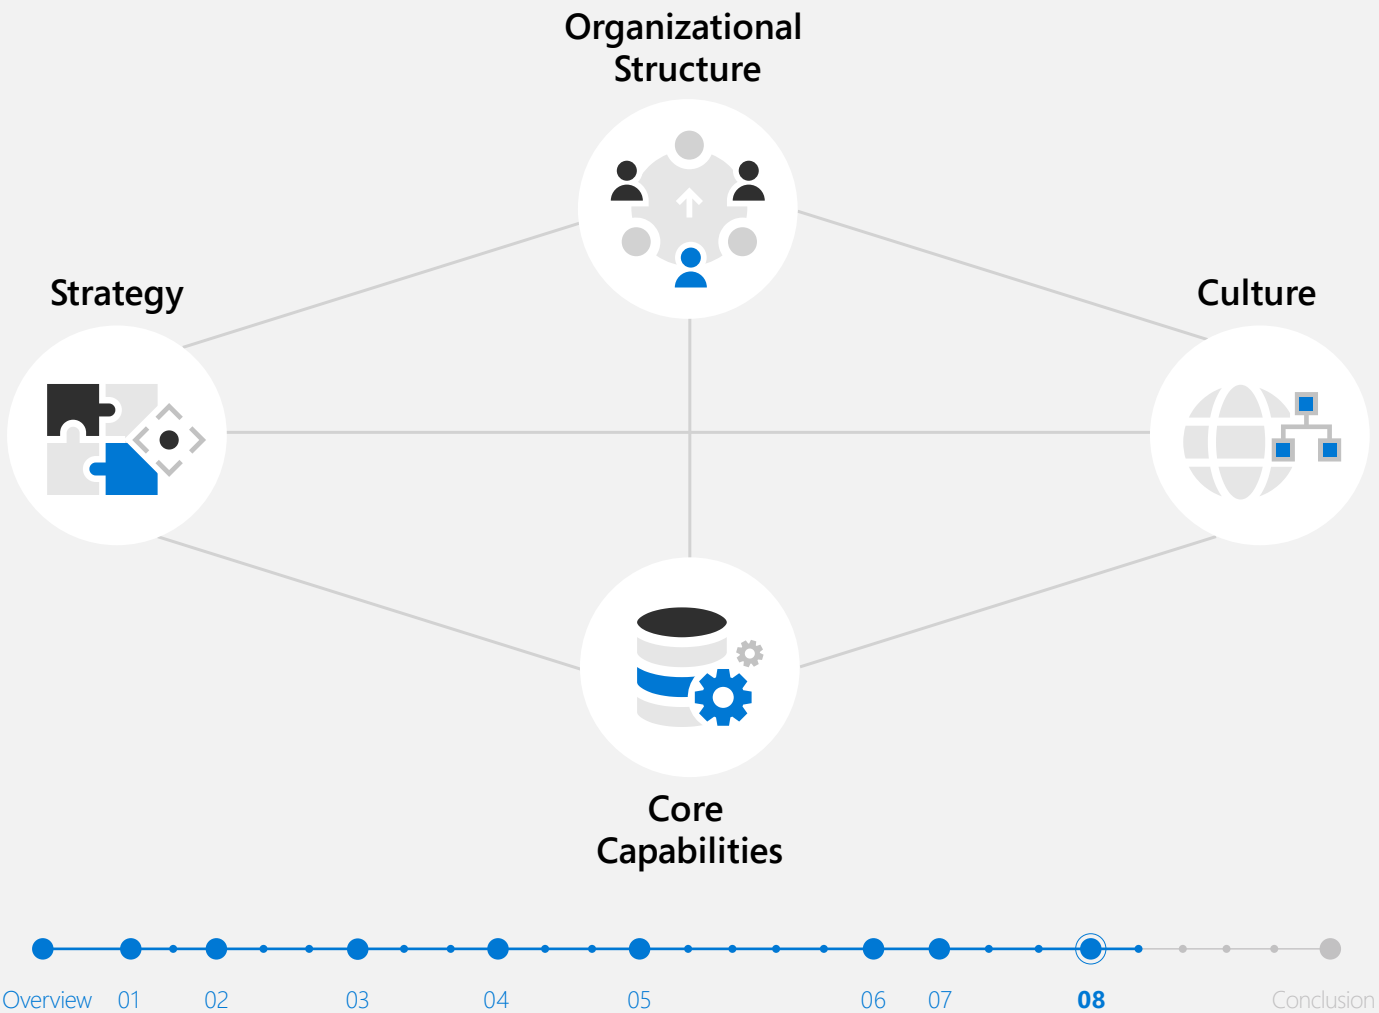 Organizational
Structure
Strategy
Culture
Core
Capabilities
Overview 01 02 03 04 05 06 07 08 Conclusion